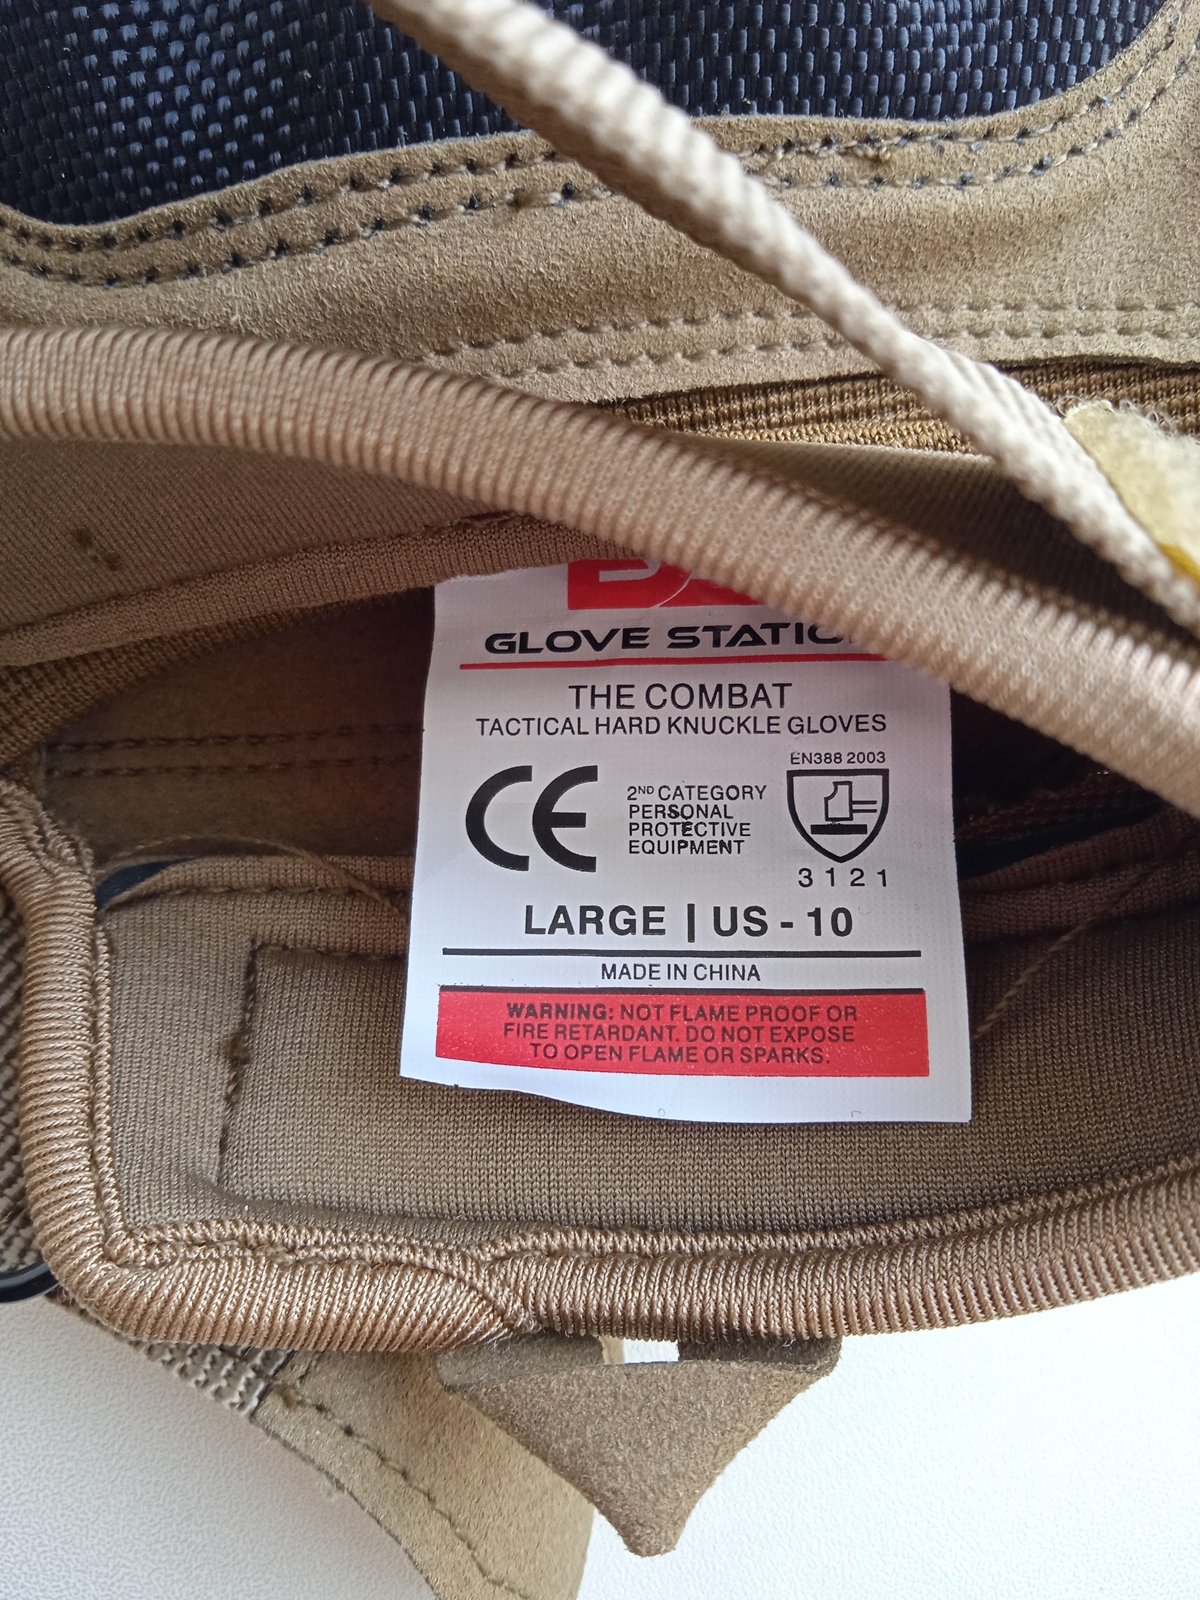 GLOVE STATIO
THE COMBAT
TACTICAL HARD KNUCKLE GLOVES
EN388 2003
CE
2ND CATEGORY
PERSONAL
PROTECTIVE
EQUIPMENT
3 1 2 1
LARGE | US - 10
MADE IN CHINA
WARNING: NOT FLAME PROOF OR
FIRE RETARDANT. DO NOT EXPOSE
TO OPEN FLAME OR SPARKS.